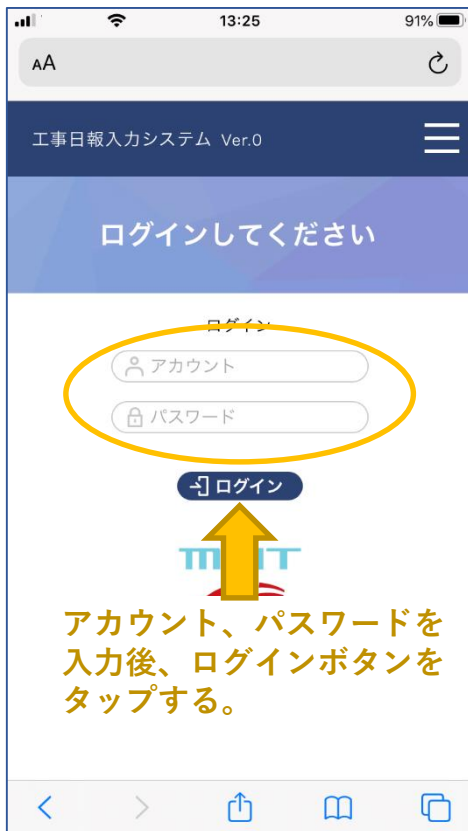 13:25
91%
AA
工事日報入力システム Ver.0
ログインしてください
ログイン
アカウント
パスワード
ログイン
アカウント、パスワードを
入力後、ログインボタンを
タップする。